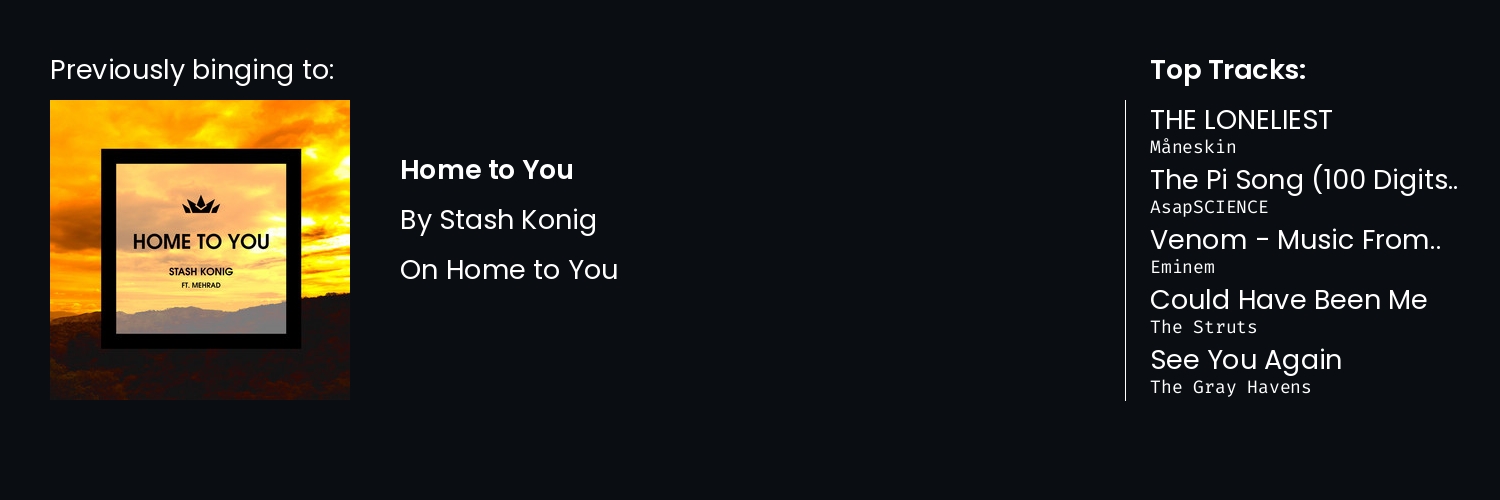 Previously binging to:
HOME TO YOU
STASH KONIG
FT. MEHRAD
Home to You
By Stash Konig
On Home to You
Top Tracks:
THE LONELIEST
Måneskin
The Pi Song (100 Digits..
AsapSCIENCE
Venom - Music From..
Eminem
Could Have Been Me
The Struts
See You Again
The Gray Havens